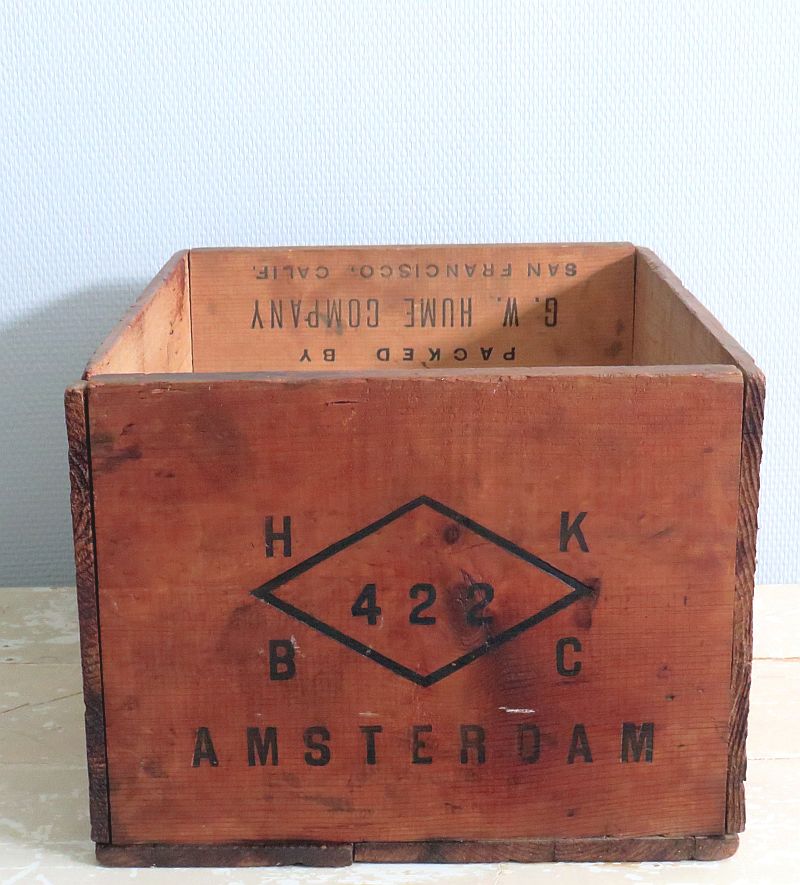 PACKED BY
G. W. HUME COMPANY
SAN FRANCISCO, CALIF.
H K
422
B C
AMSTERDAM